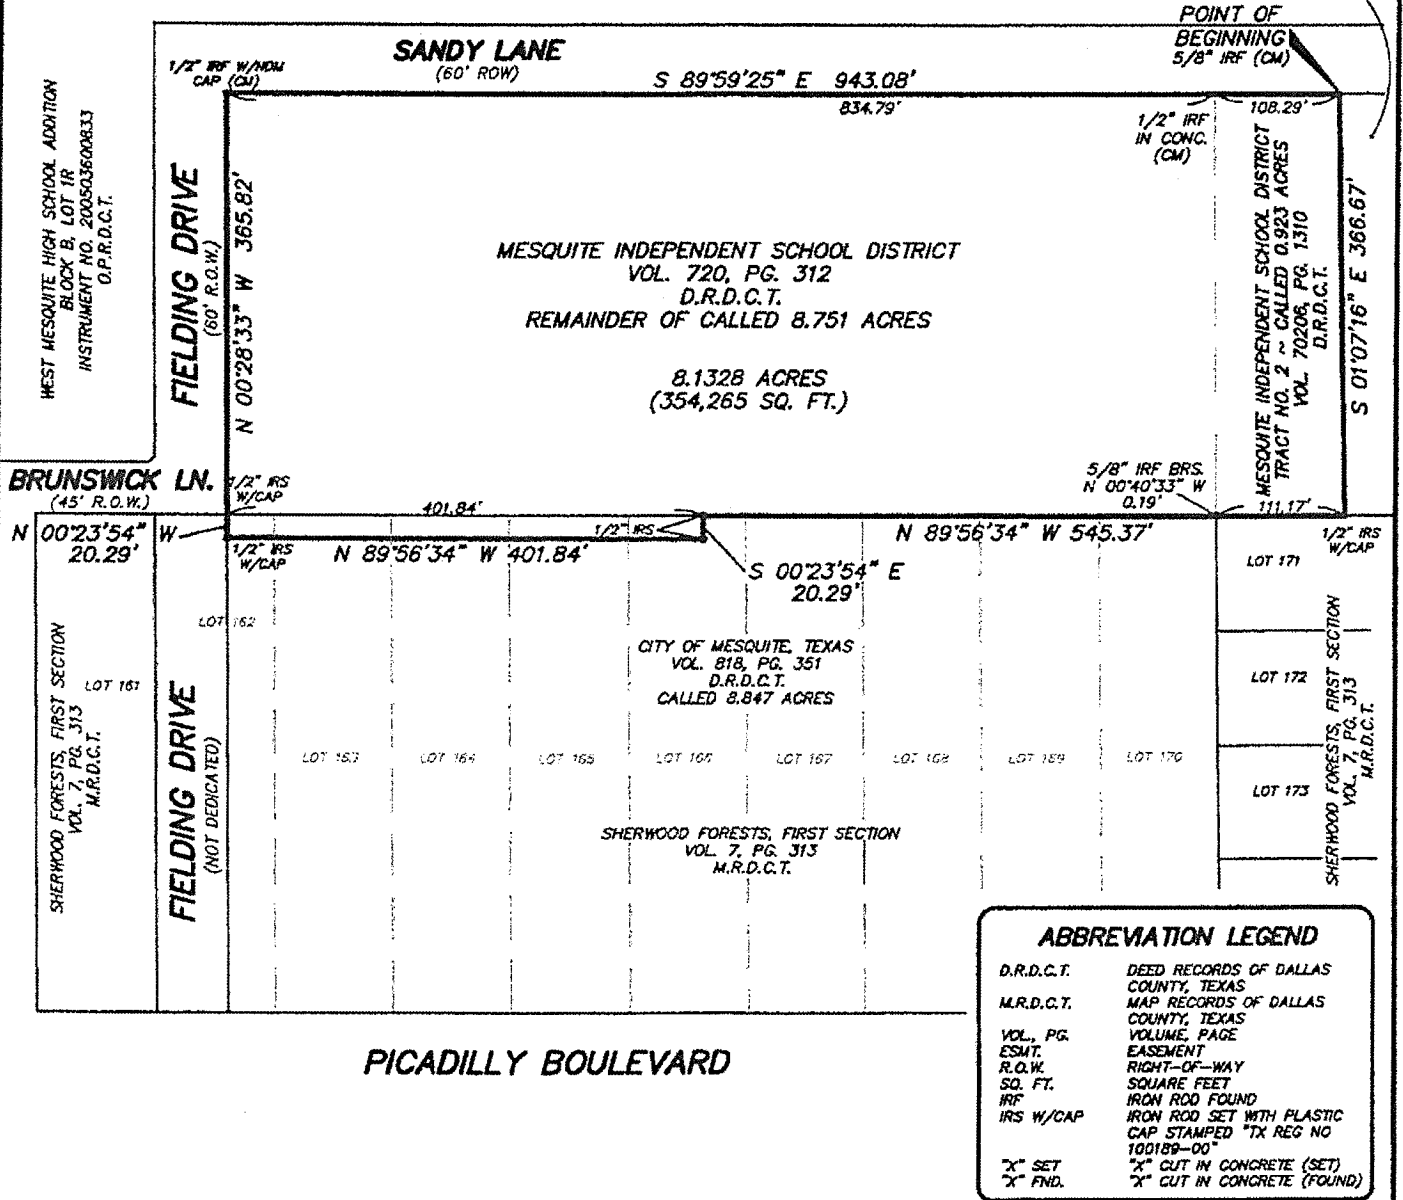 POINT OF
BEGINNING
5/8" IRF (CM)
SANDY LANE
(60' ROW)
1/2" IRF W/NDM
CAP (CM)
S 89°59'25" E 943.08'
834.79'
108.29'
1/2" IRF
IN CONC.
(CM)
WEST MESQUITE HIGH SCHOOL ADDITION
BLOCK B, LOT 1R
INSTRUMENT NO. 200503600833
O.P.R.D.C.T.
FIELDING DRIVE
(60' R.O.W.)
N 00°28'33" W 365.82'
MESQUITE INDEPENDENT SCHOOL DISTRICT
VOL. 720, PG. 312
D.R.D.C.T.
REMAINDER OF CALLED 8.751 ACRES
8.1328 ACRES
(354,265 SQ. FT.)
MESQUITE INDEPENDENT SCHOOL DISTRICT
TRACT NO. 2 ~ CALLED 0.923 ACRES
VOL. 70206, PG. 1310
D.R.D.C.T.
S 01°07'16" E 366.67'
BRUNSWICK LN.
(45' R.O.W.)
1/2" IRS
W/CAP
5/8" IRF BRS.
N 00°40'33" W
0.19'
401.84'
111.17'
N 00°23'54" W
20.29'
1/2" IRS
W/CAP
N 89°56'34" W 401.84'
1/2" IRS
N 89°56'34" W 545.37'
S 00°23'54" E
20.29'
1/2" IRS
W/CAP
LOT 171
LOT 162
CITY OF MESQUITE, TEXAS
VOL. 818, PG. 351
D.R.D.C.T.
CALLED 8.847 ACRES
SHERWOOD FORESTS, FIRST SECTION
VOL. 7, PG. 313
M.R.D.C.T.
LOT 161
FIELDING DRIVE
(NOT DEDICATED)
LOT 163
LOT 164
LOT 165
LOT 166
LOT 167
LOT 168
LOT 169
LOT 170
LOT 172
LOT 173
SHERWOOD FORESTS, FIRST SECTION
VOL. 7, PG. 313
M.R.D.C.T.
SHERWOOD FORESTS, FIRST SECTION
VOL. 7, PG. 313
M.R.D.C.T.
PICADILLY BOULEVARD
ABBREVIATION LEGEND
D.R.D.C.T. DEED RECORDS OF DALLAS
COUNTY, TEXAS
M.R.D.C.T. MAP RECORDS OF DALLAS
COUNTY, TEXAS
VOL., PG. VOLUME, PAGE
ESMT. EASEMENT
R.O.W. RIGHT-OF-WAY
SQ. FT. SQUARE FEET
IRF IRON ROD FOUND
IRS W/CAP IRON ROD SET WITH PLASTIC
CAP STAMPED "TX REG NO
100189-00"
"X" SET "X" CUT IN CONCRETE (SET)
"X" FND. "X" CUT IN CONCRETE (FOUND)